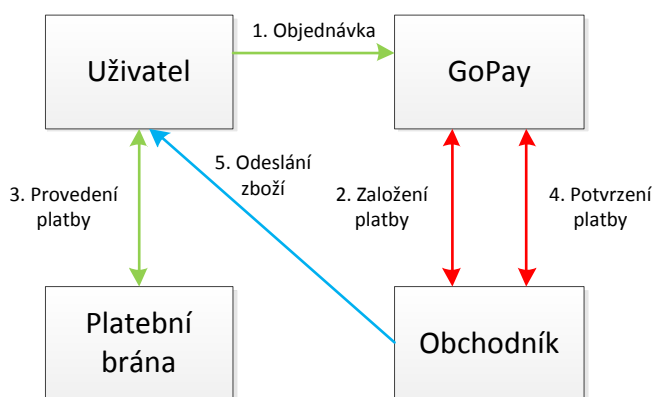 1. Objednávka
Uživatel
GoPay
5. Odeslání
zboží
3. Provedení
platby
2. Založení
platby
4. Potvrzení
platby
Platební
brána
Obchodník